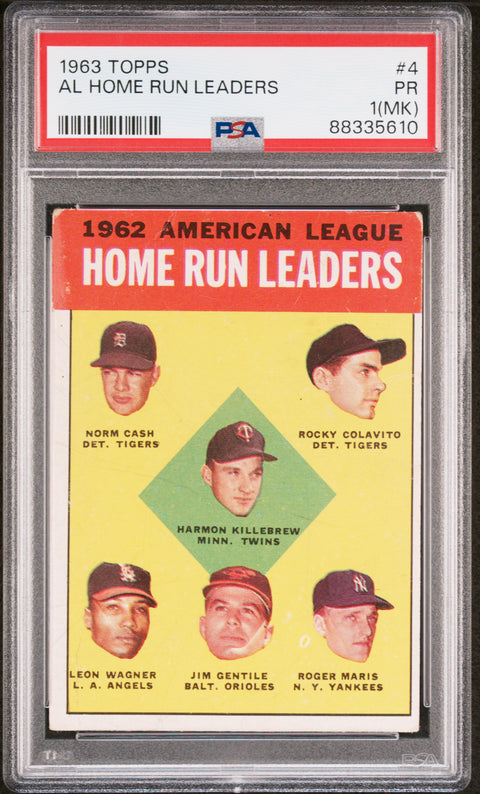 1963 TOPPS #4
AL HOME RUN LEADERS PR
1(MK)
PSA 88335610
1962 AMERICAN LEAGUE
HOME RUN LEADERS
NORM CASH
DET. TIGERS
ROCKY COLAVITO
DET. TIGERS
HARMON KILLEBREW
MINN. TWINS
LEON WAGNER
L. A. ANGELS
JIM GENTILE
BALT. ORIOLES
ROGER MARIS
N. Y. YANKEES
PSA